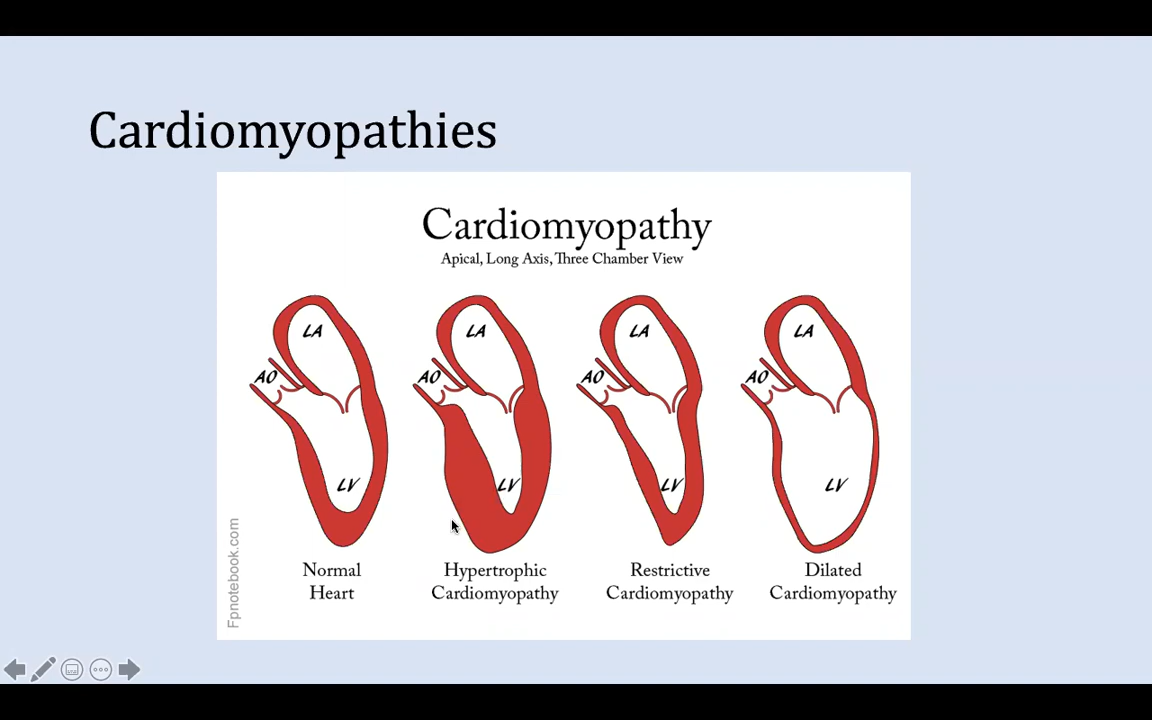 Cardiomyopathies
Cardiomyopathy
Apical, Long Axis, Three Chamber View
LA
LA
LA
LA
AO
AO
AO
AO
LV
LV
LV
LV
Normal
Heart
Hypertrophic
Cardiomyopathy
Restrictive
Cardiomyopathy
Dilated
Cardiomyopathy
Fpnotebook.com